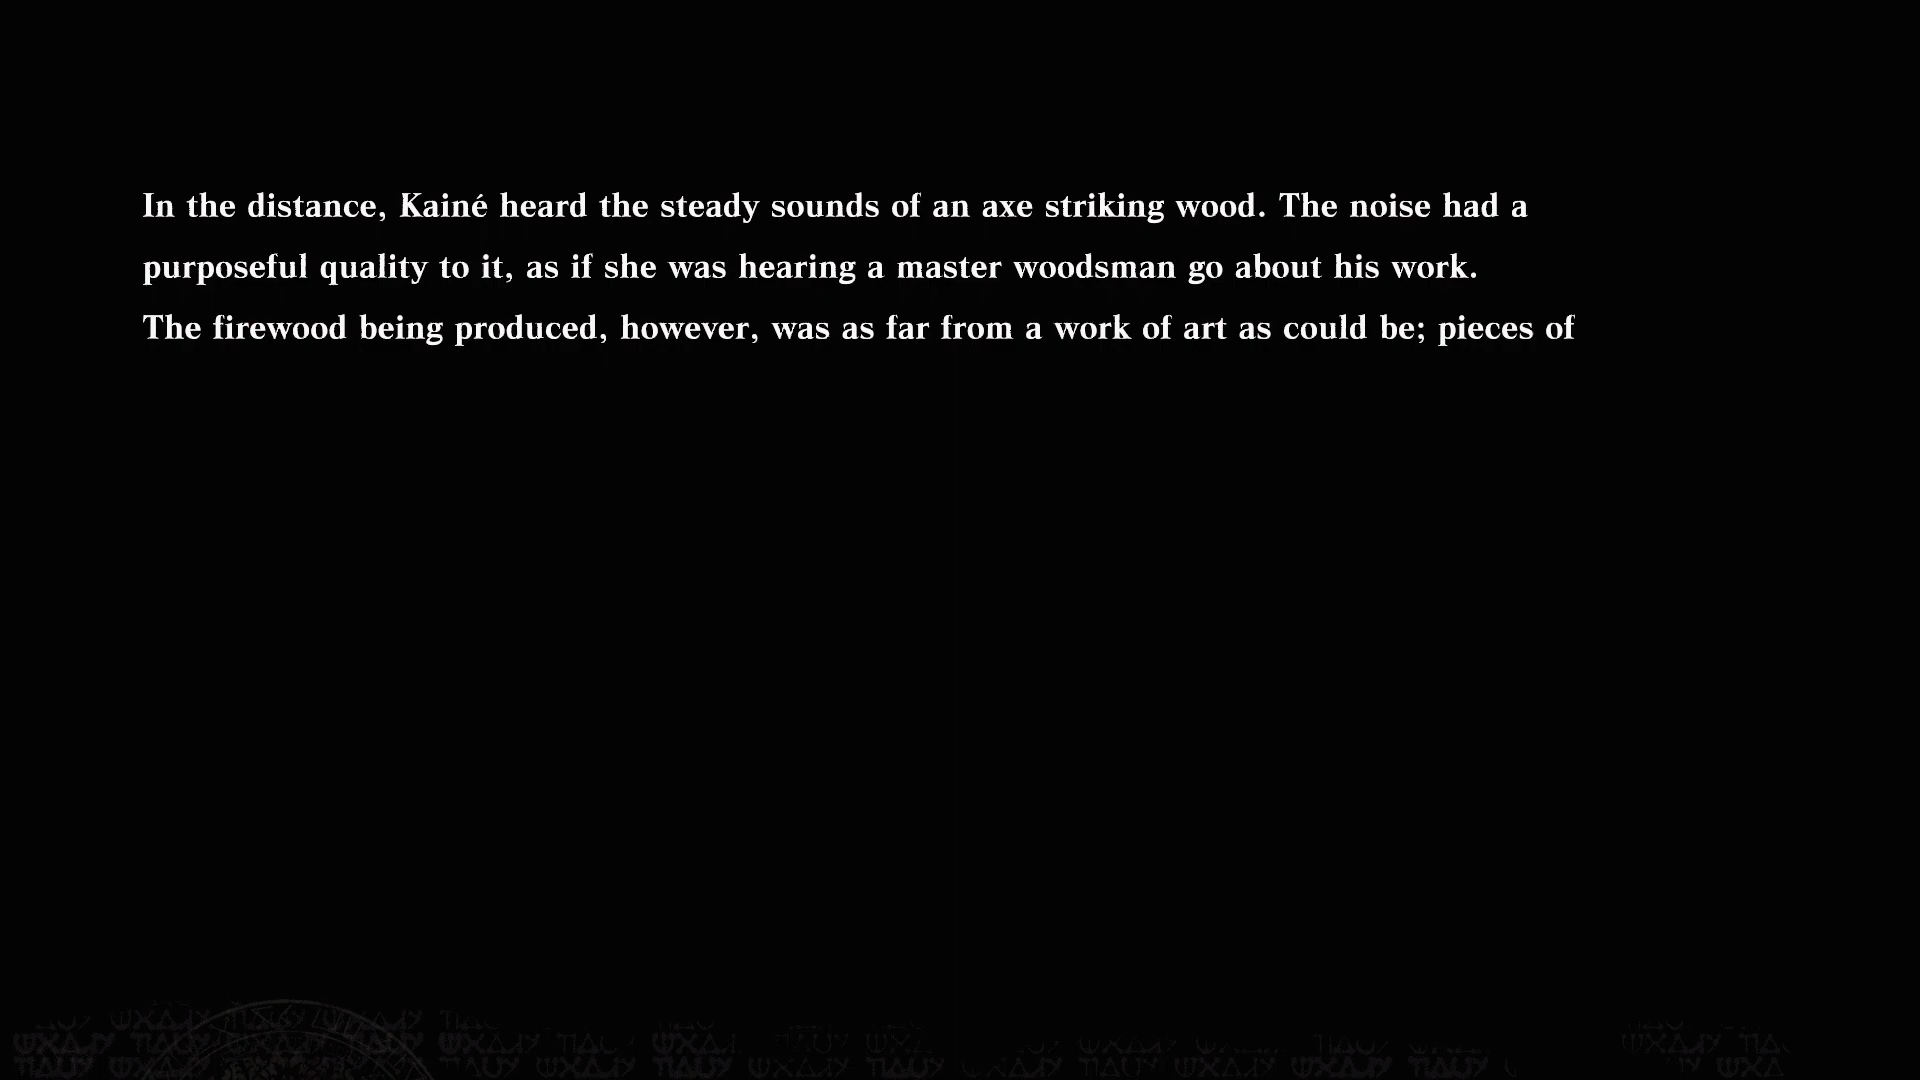 In the distance, Kainé heard the steady sounds of an axe striking wood. The noise had a
purposeful quality to it, as if she was hearing a master woodsman go about his work.
The firewood being produced, however, was as far from a work of art as could be; pieces of